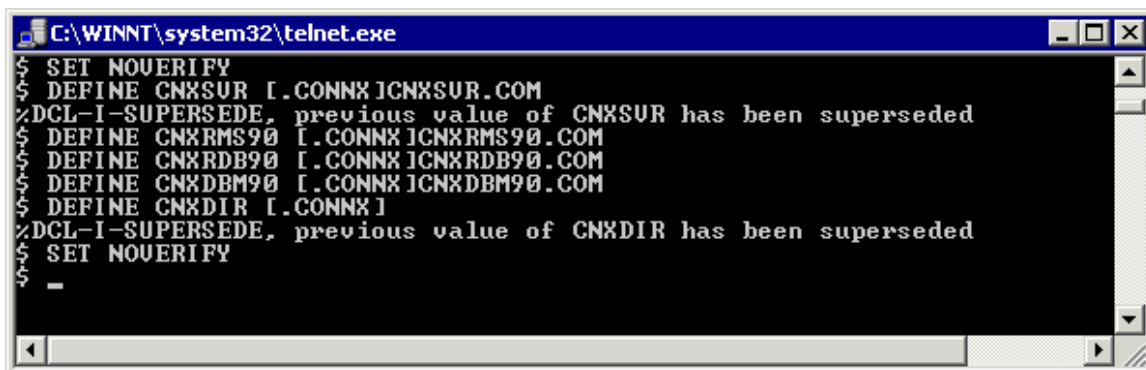 C:\WINNT\system32\telnet.exe
$ SET NOVERIFY
$ DEFINE CNXSVR [.CONNX]CNXSVR.COM
%DCL-I-SUPERSEDE, previous value of CNXSVR has been superseded
$ DEFINE CNXRMS90 [.CONNX]CNXRMS90.COM
$ DEFINE CNXRDB90 [.CONNX]CNXRDB90.COM
$ DEFINE CNXDBM90 [.CONNX]CNXDBM90.COM
$ DEFINE CNXDIR [.CONNX]
%DCL-I-SUPERSEDE, previous value of CNXDIR has been superseded
$ SET NOVERIFY
$ _